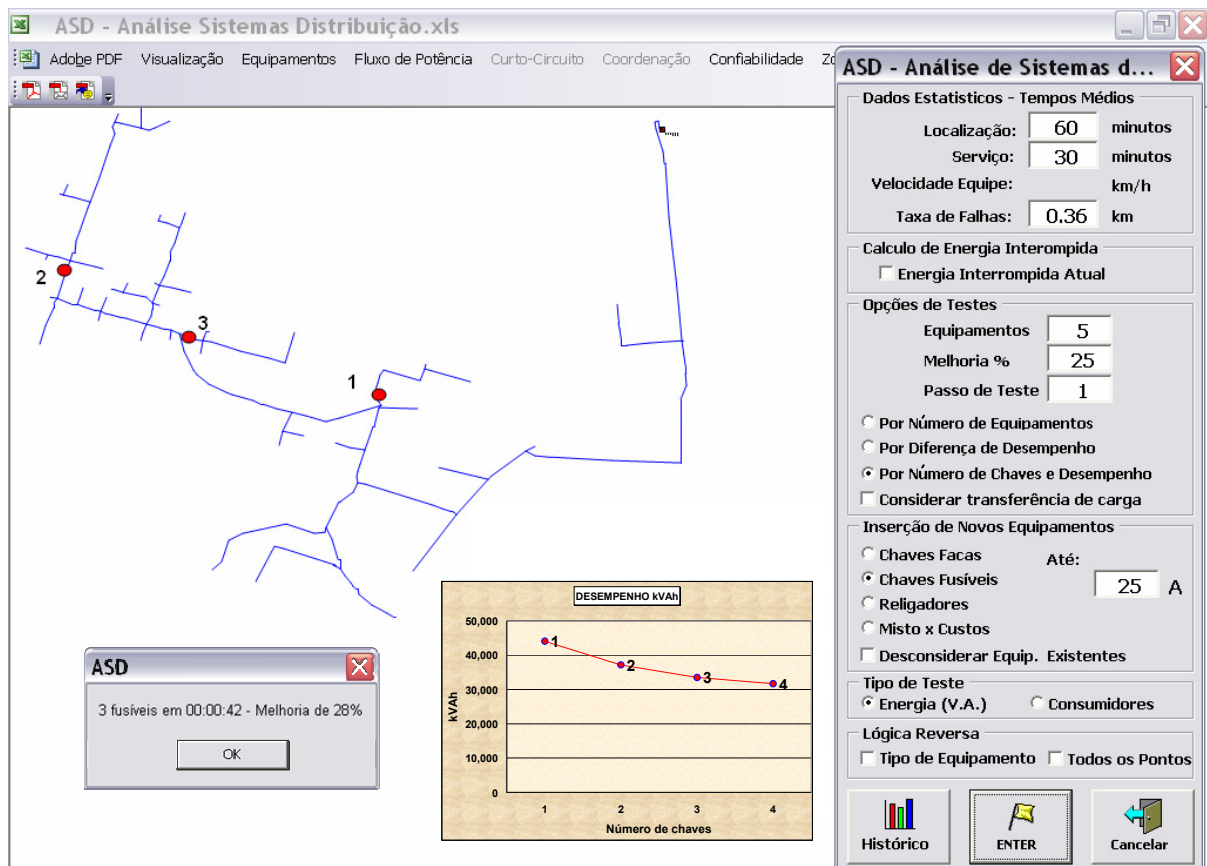 ASD - Análise Sistemas Distribuição.xls
Adobe PDF Visualização Equipamentos Fluxo de Potência Curto-Circuito Coordenação Confiabilidade
ASD - Análise de Sistemas d...
Dados Estatisticos - Tempos Médios
Localização: 60 minutos
Serviço: 30 minutos
Velocidade Equipe: km/h
Taxa de Falhas: 0.36 km
Calculo de Energia Interompida
Energia Interrompida Atual
Opções de Testes
Equipamentos 5
Melhoria % 25
Passo de Teste 1
Por Número de Equipamentos
Por Diferença de Desempenho
Por Número de Chaves e Desempenho
Considerar transferência de carga
Inserção de Novos Equipamentos
Chaves Facas Até:
Chaves Fusíveis 25 A
Religadores
Misto x Custos
Desconsiderar Equip. Existentes
Tipo de Teste
Energia (V.A.) Consumidores
Lógica Reversa
Tipo de Equipamento Todos os Pontos
Histórico ENTER Cancelar
2
3
1
ASD
3 fusíveis em 00:00:42 - Melhoria de 28%
OK
DESEMPENHO kVAh
kVAh
50,000
40,000
30,000
20,000
10,000
0
1
2
3
4
1 2 3 4
Número de chaves